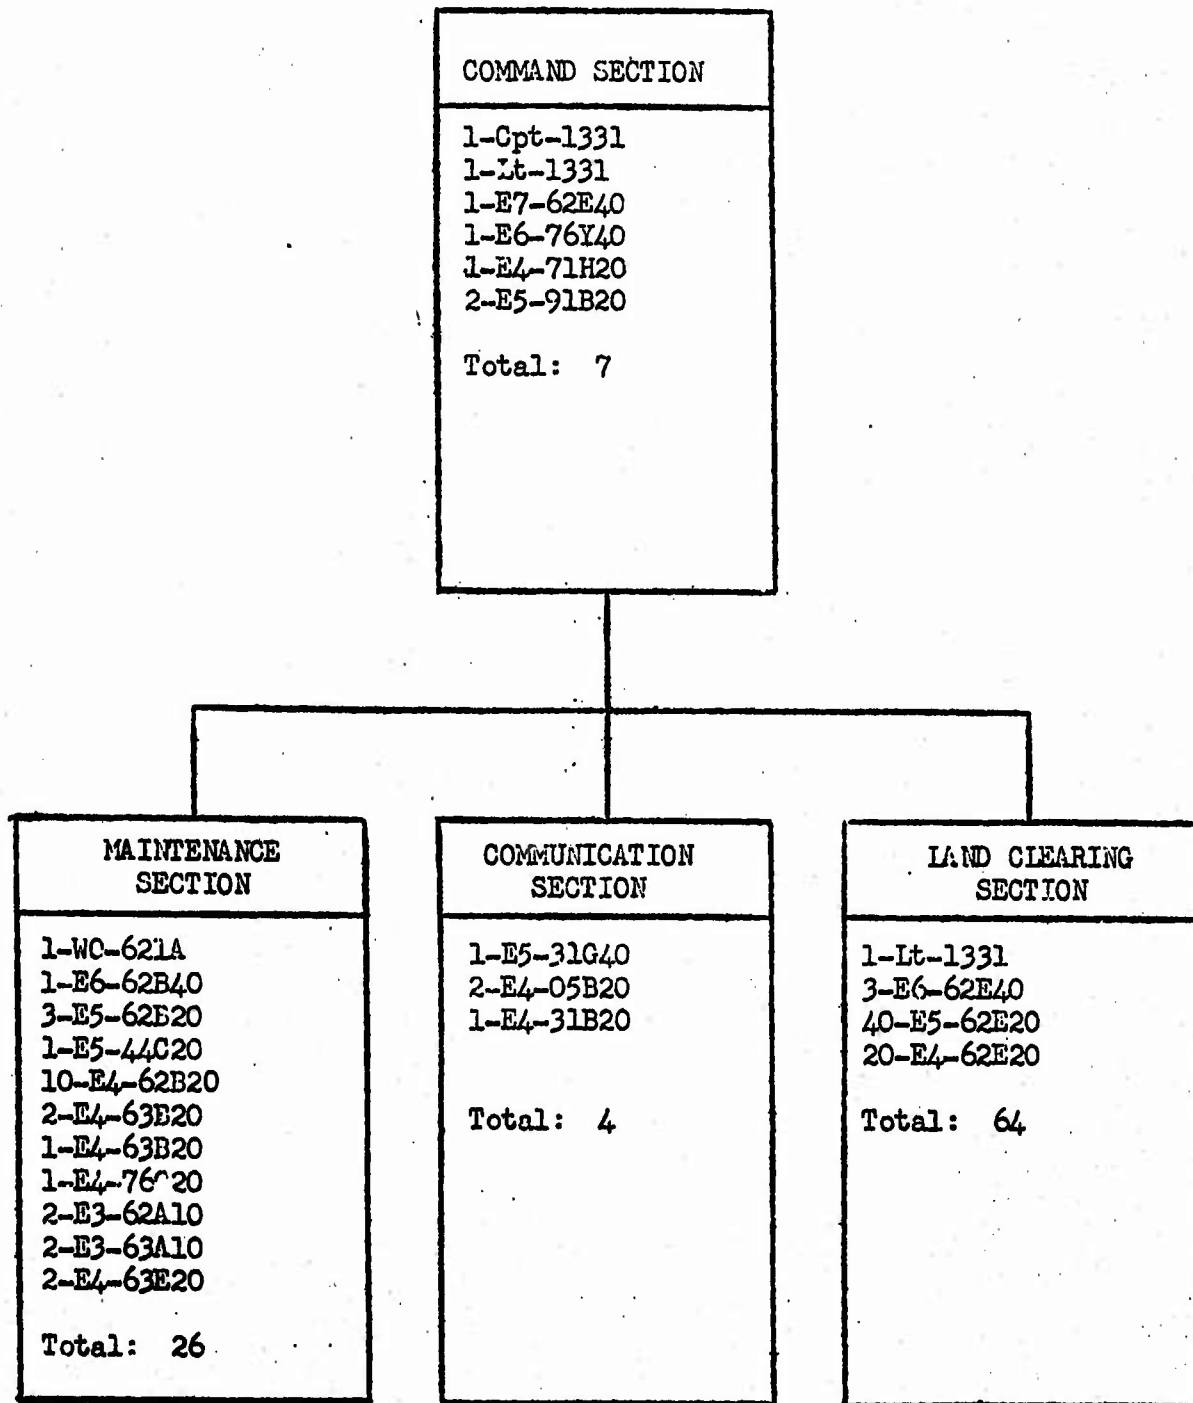 COMMAND SECTION
1-Cpt-1331
1-Lt-1331
1-E7-62E40
1-E6-76Y40
1-E4-71H20
2-E5-91B20
Total: 7
MAINTENANCE
SECTION
1-WO-621A
1-E6-62B40
3-E5-62B20
1-E5-44C20
10-E4-62B20
2-E4-63B20
1-E4-63B20
2-E3-62A10
2-E3-63A10
2-E4-63E20
Total: 26
COMMUNICATION
SECTION
1-E5-31G40
2-E4-05B20
1-E4-31B20
Total: 4
LAND CLEARING
SECTION
1-Lt-1331
3-E6-62E40
40-E5-62E20
20-E4-62E20
Total: 64